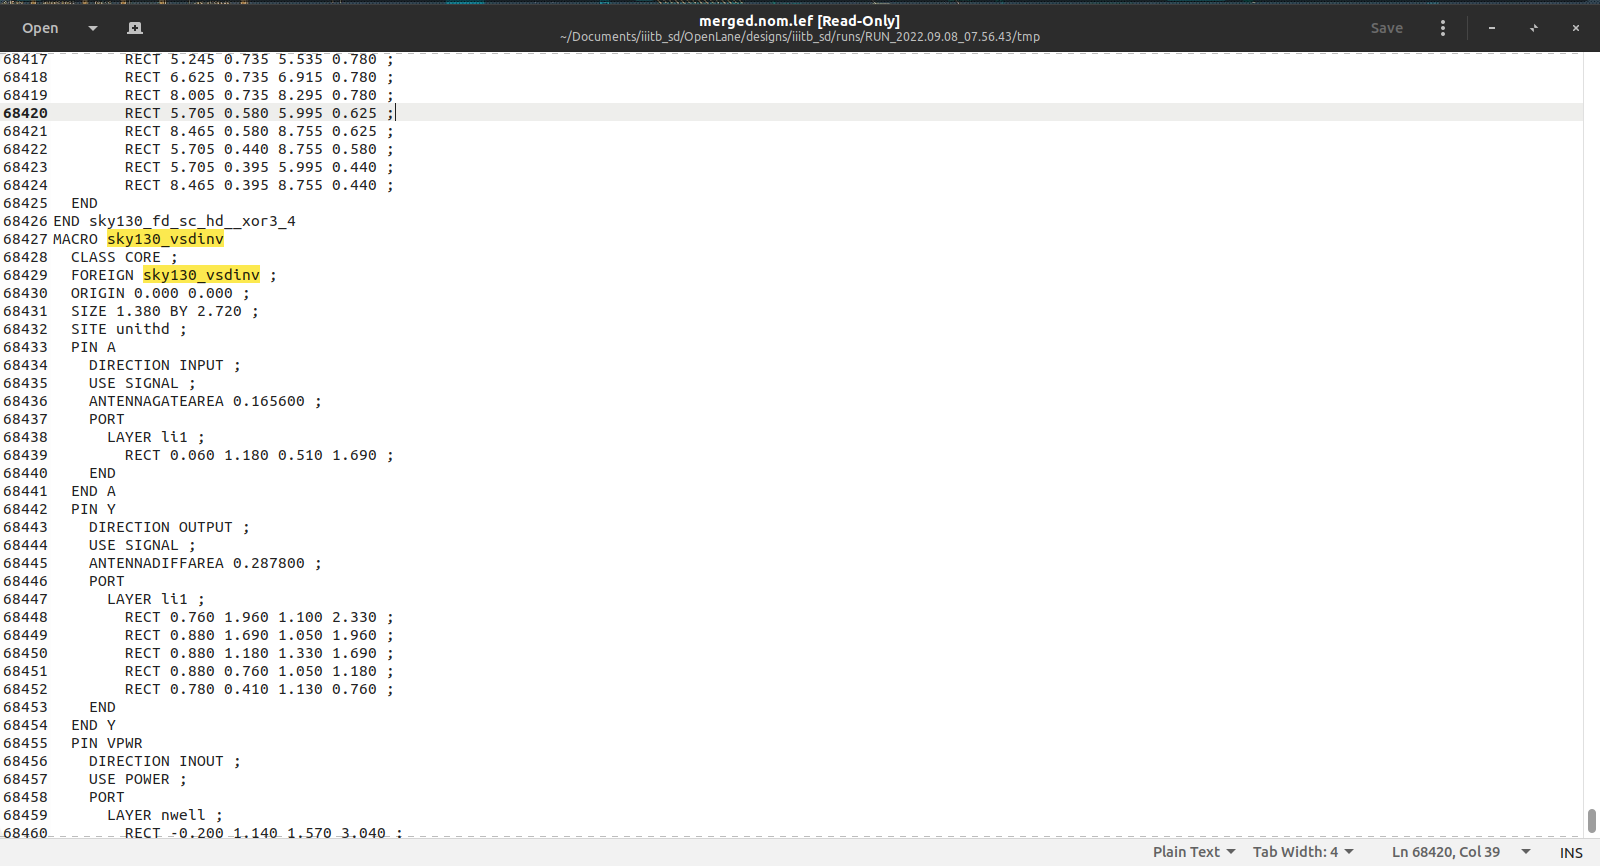 Open
merged.nom.lef [Read-Only]
~/Documents/iiitb_sd/OpenLane/designs/iiitb_sd/runs/RUN_2022.09.08_07.56.43/tmp
Save
68417 RECT 5.245 0.735 5.535 0.780 ;
68418 RECT 6.625 0.735 6.915 0.780 ;
68419 RECT 8.005 0.735 8.295 0.780 ;
68420 RECT 5.705 0.580 5.995 0.625 ;
68421 RECT 8.465 0.580 8.755 0.625 ;
68422 RECT 5.705 0.440 8.755 0.580 ;
68423 RECT 5.705 0.395 5.995 0.440 ;
68424 RECT 8.465 0.395 8.755 0.440 ;
68425 END
68426 END sky130_fd_sc_hd__xor3_4
68427 MACRO sky130_vsdinv
68428 CLASS CORE ;
68429 FOREIGN sky130_vsdinv ;
68430 ORIGIN 0.000 0.000 ;
68431 SIZE 1.380 BY 2.720 ;
68432 SITE unithd ;
68433 PIN A
68434 DIRECTION INPUT ;
68435 USE SIGNAL ;
68436 ANTENNAGATEAREA 0.165600 ;
68437 PORT
68438 LAYER li1 ;
68439 RECT 0.060 1.180 0.510 1.690 ;
68440 END
68441 END A
68442 PIN Y
68443 DIRECTION OUTPUT ;
68444 USE SIGNAL ;
68445 ANTENNADIFFAREA 0.287800 ;
68446 PORT
68447 LAYER li1 ;
68448 RECT 0.760 1.960 1.100 2.330 ;
68449 RECT 0.880 1.690 1.050 1.960 ;
68450 RECT 0.880 1.180 1.330 1.690 ;
68451 RECT 0.880 0.760 1.050 1.180 ;
68452 RECT 0.780 0.410 1.130 0.760 ;
68453 END
68454 END Y
68455 PIN VPWR
68456 DIRECTION INOUT ;
68457 USE POWER ;
68458 PORT
68459 LAYER nwell ;
68460 RECT -0.200 1.140 1.570 3.040 ;
Plain Text Tab Width: 4 Ln 68420, Col 39 INS